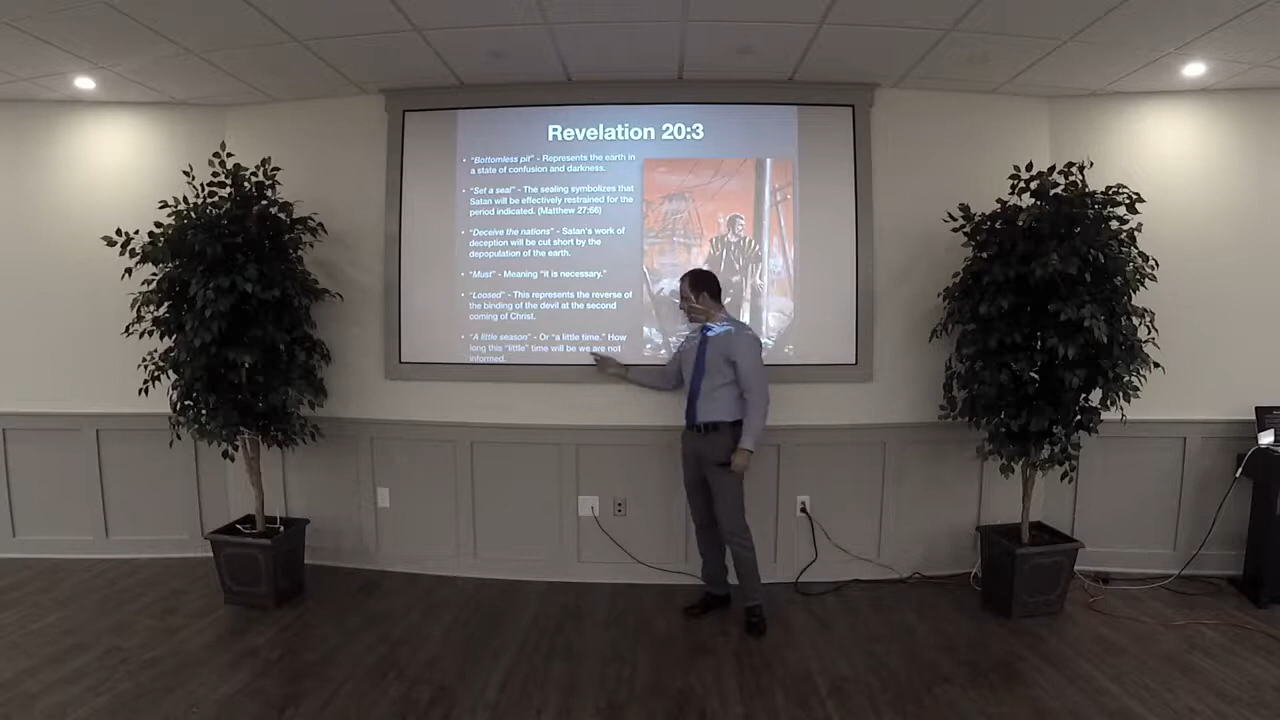 Revelation 20:3
• "Bottomless pit" - Represents the earth in
a state of confusion and darkness.
• "Set a seal" - The sealing symbolizes that
Satan will be effectively restrained for the
period indicated. (Matthew 27:66)
• "Deceive the nations" - Satan's work of
deception will be cut short by the
depopulation of the earth.
• "Must" - Meaning "it is necessary."
• "Loosed" - This represents the reverse of
the binding of the devil at the second
coming of Christ.
• "A little season" - Or "a little time." How
long this "little" time will be we are not
informed.